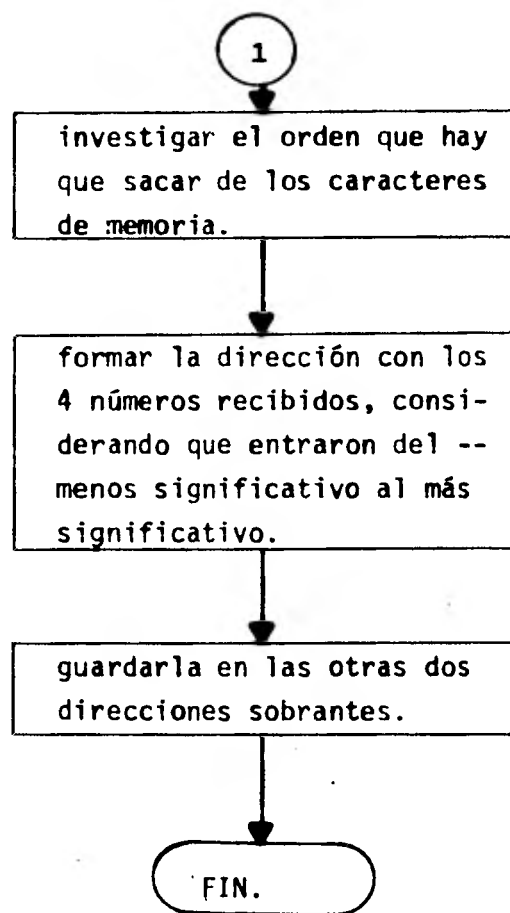 1
investigar el orden que hay
que sacar de los caracteres
de memoria.
formar la dirección con los
4 números recibidos, consi-
derando que entraron del --
menos significativo al más
significativo.
guardarla en las otras dos
direcciones sobrantes.
FIN.